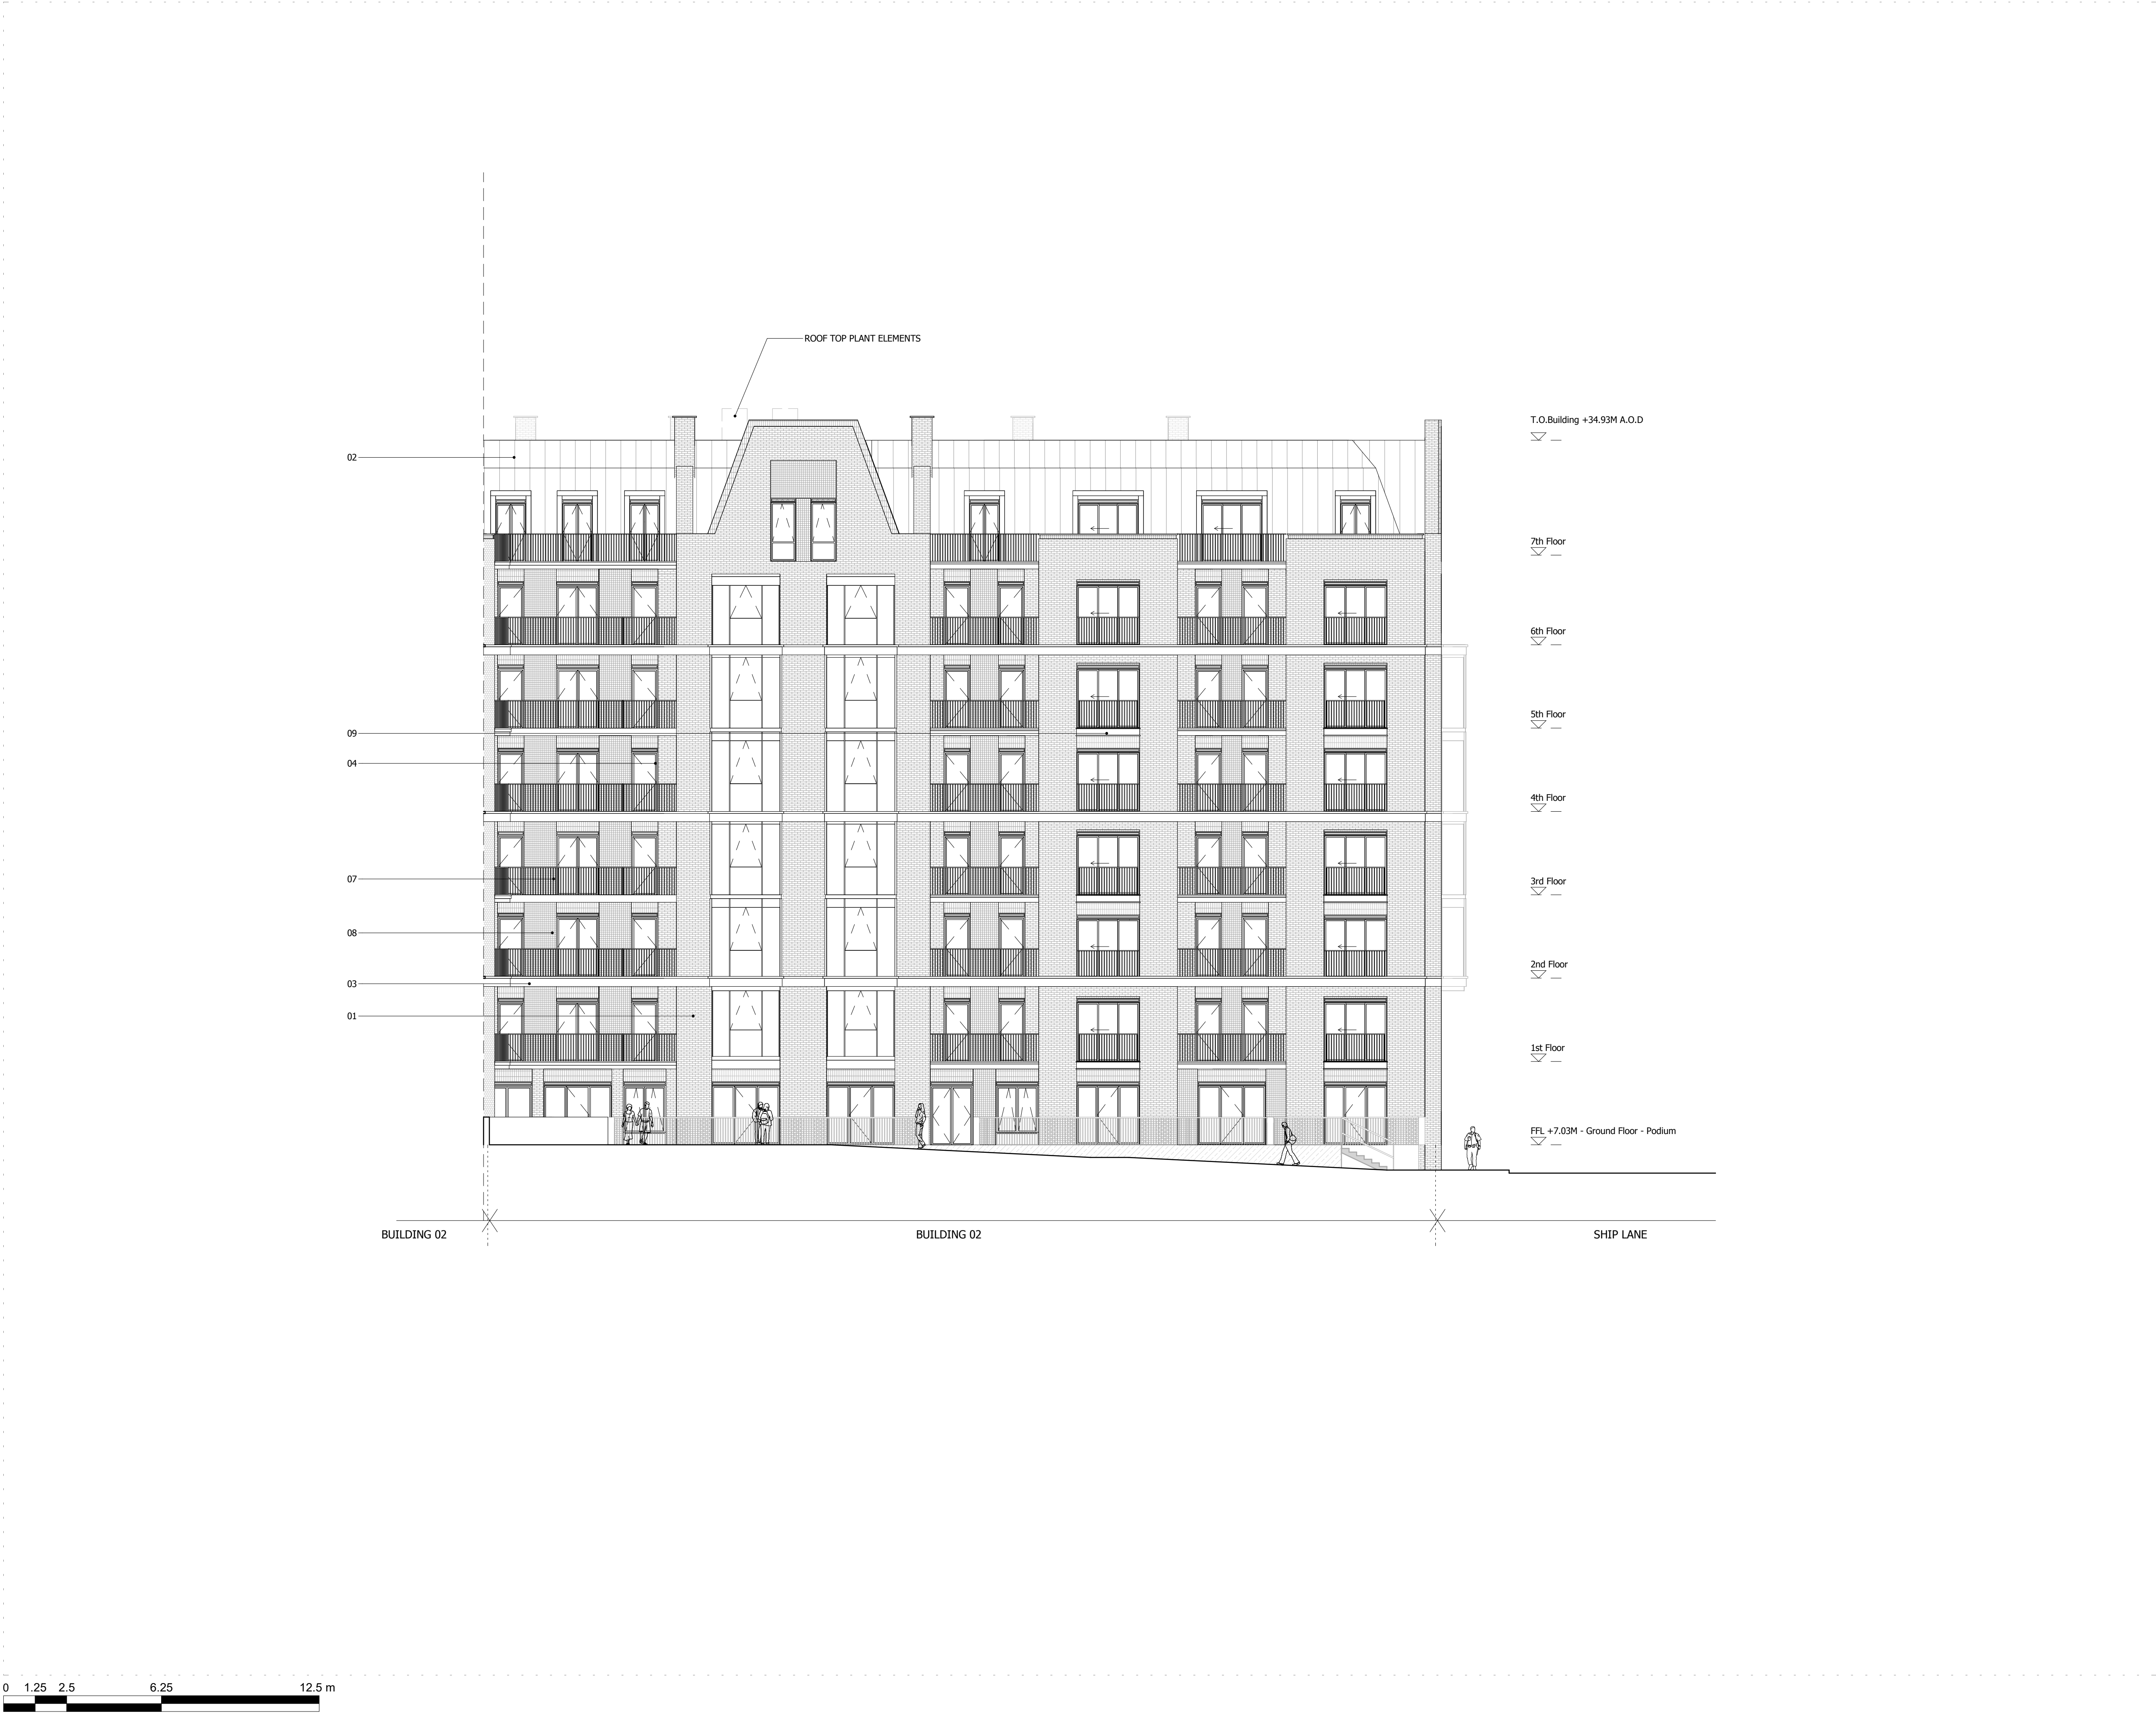 ROOF TOP PLANT ELEMENTS
T.O.Building +34.93M A.O.D
02
7th Floor
6th Floor
5th Floor
09
04
4th Floor
07
3rd Floor
08
2nd Floor
03
01
1st Floor
FFL +7.03M - Ground Floor - Podium
BUILDING 02
BUILDING 02
SHIP LANE
0 1.25 2.5 6.25 12.5 m